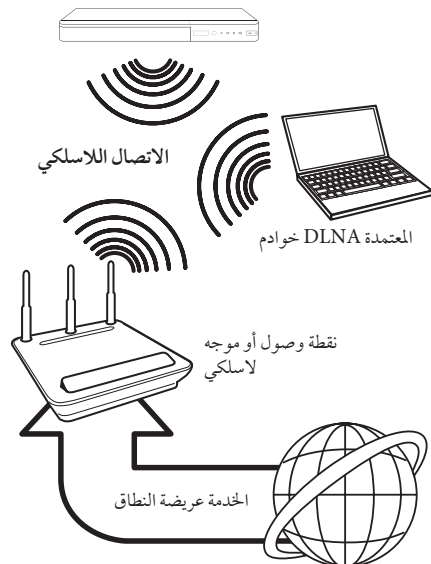 الاتصال اللاسلكي
المعتمدة DLNA خوادم
نقطة وصول أو موجه
لاسلكي
الخدمة عريضة النطاق